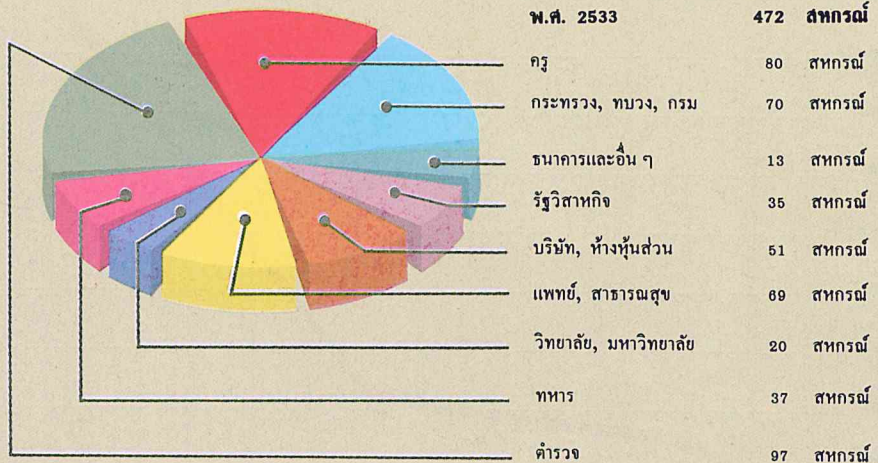 พ.ศ. 2533 472 สหกรณ์
ครู 80 สหกรณ์
กระทรวง, ทบวง, กรม 70 สหกรณ์
ธนาคารและอื่น ๆ 13 สหกรณ์
รัฐวิสาหกิจ 35 สหกรณ์
บริษัท, ห้างหุ้นส่วน 51 สหกรณ์
แพทย์, สาธารณสุข 69 สหกรณ์
วิทยาลัย, มหาวิทยาลัย 20 สหกรณ์
ทหาร 37 สหกรณ์
ตำรวจ 97 สหกรณ์